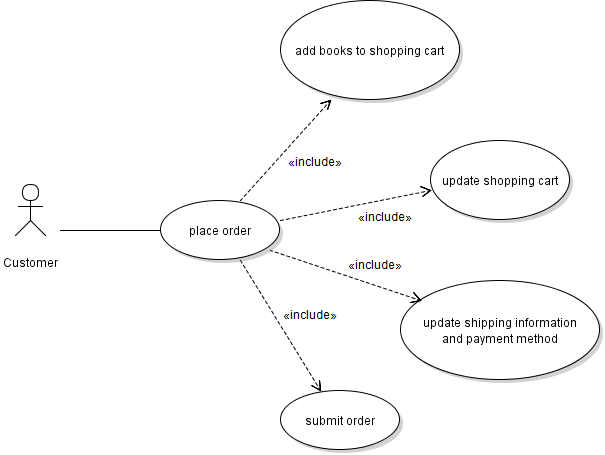 add books to shopping cart
«include»
update shopping cart
«include»
place order
Customer
«include»
«include»
update shipping information
and payment method
submit order